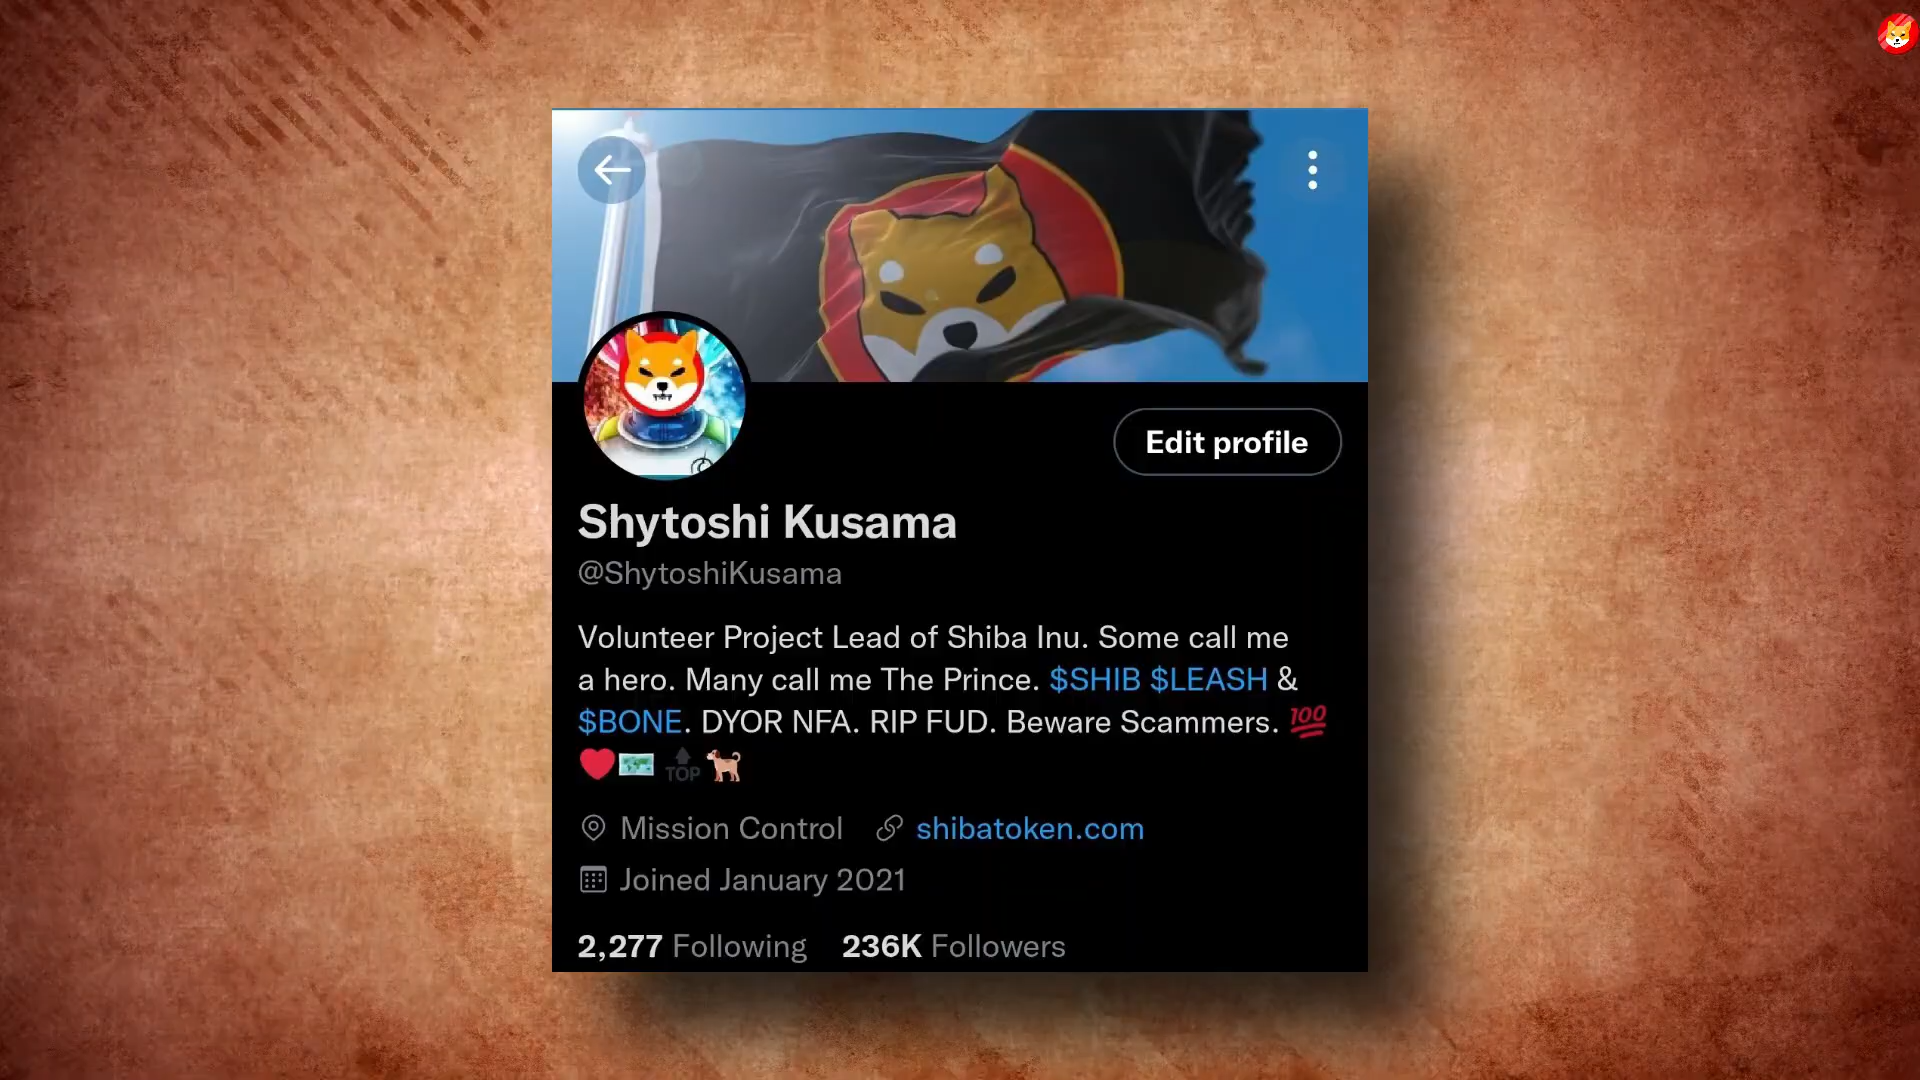 Edit profile
Shytoshi Kusama
@ShytoshiKusama
Volunteer Project Lead of Shiba Inu. Some call me
a hero. Many call me The Prince. $SHIB $LEASH &
$BONE. DYOR NFA. RIP FUD. Beware Scammers. 💯
❤️🗺️ 🔝 🐕
Mission Control shibatoken.com
Joined January 2021
2,277 Following 236K Followers